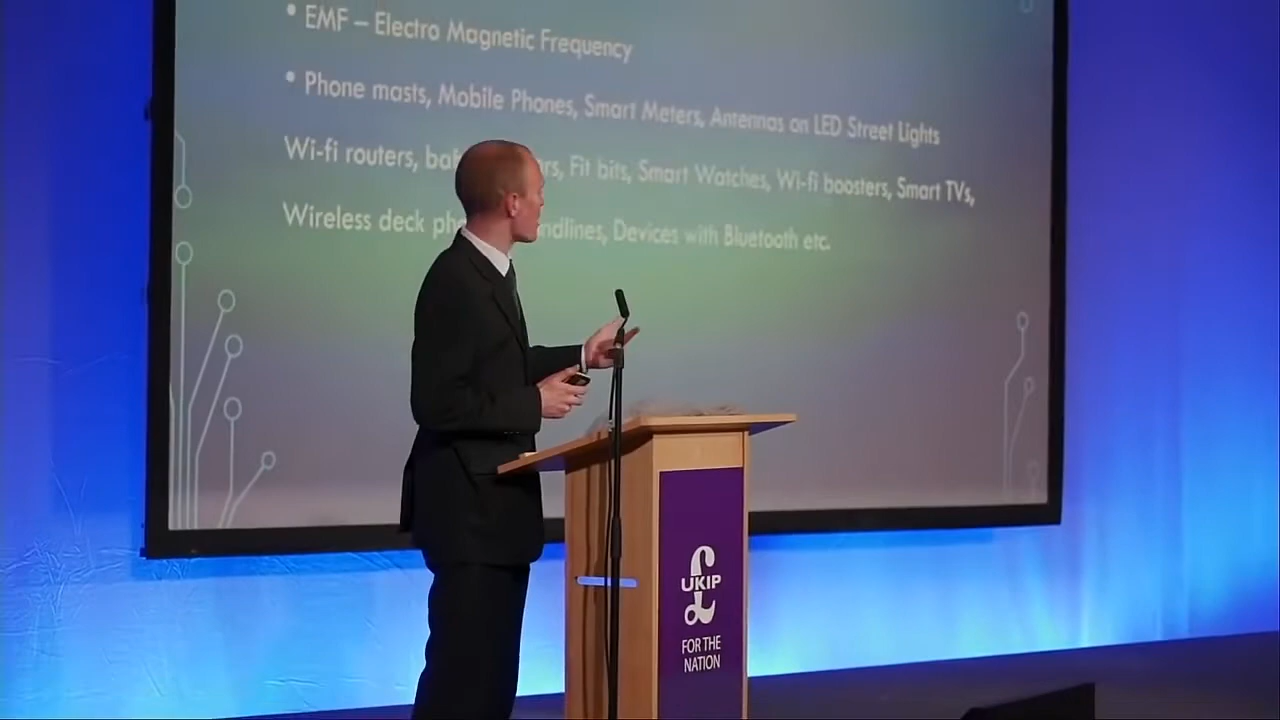 • EMF – Electro Magnetic Frequency
• Phone masts, Mobile Phones, Smart Meters, Antennas on LED Street Lights
Wi-fi routers, Fit bits, Smart Watches, Wi-fi boosters, Smart TVs,
Wireless deck Devices with Bluetooth etc.
UKIP
FOR THE
NATION